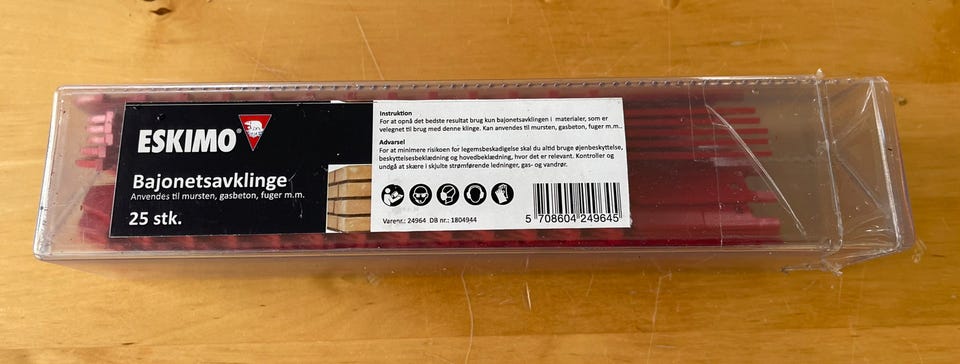 ESKIMO®
Bajonetsavklinge
Anvendes til mursten, gasbeton, fuger m.m.
25 stk.
Instruktion
For at opnå det bedste resultat brug kun bajonetsavklingen i materialer, som er
velegnet til brug med denne klinge. Kan anvendes til mursten, gasbeton, fuger m.m..
Advarsel
For at minimere risikoen for legemsbeskadigelse skal du altid bruge øjenbeskyttelse,
beskyttelsesbeklædning og hovedbeklædning, hvor det er relevant. Kontroller og
undgå at skære i skjulte strømførende ledninger, gas- og vandrør.
Varenr.: 24964 DB nr.: 1804944
5 708604 249645